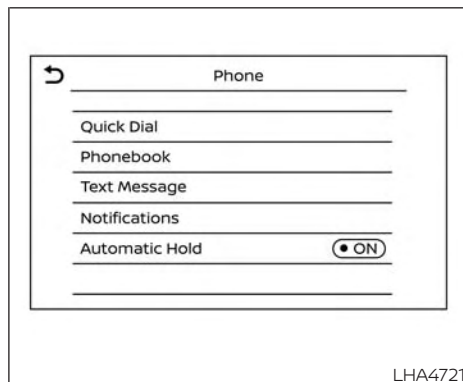 Phone
Quick Dial
Phonebook
Text Message
Notifications
Automatic Hold ON
LHA4721